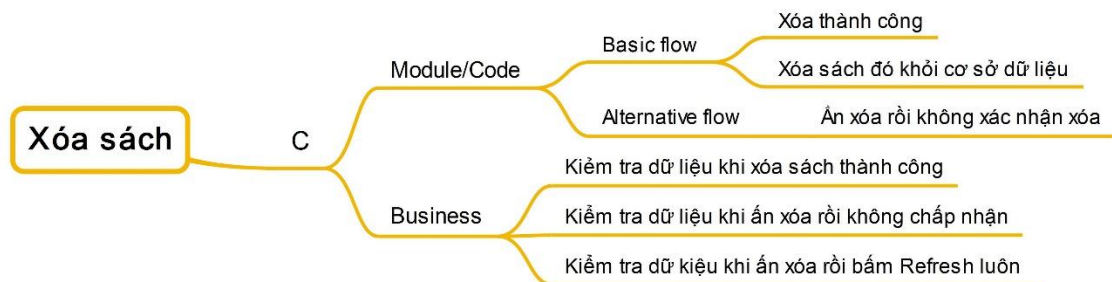 Xóa sách
C
Module/Code
Basic flow
Xóa thành công
Xóa sách đó khỏi cơ sở dữ liệu
Alternative flow
Ấn xóa rồi không xác nhận xóa
Business
Kiểm tra dữ liệu khi xóa sách thành công
Kiểm tra dữ liệu khi ấn xóa rồi không chấp nhận
Kiểm tra dữ kiệu khi ấn xóa rồi bấm Refresh luôn